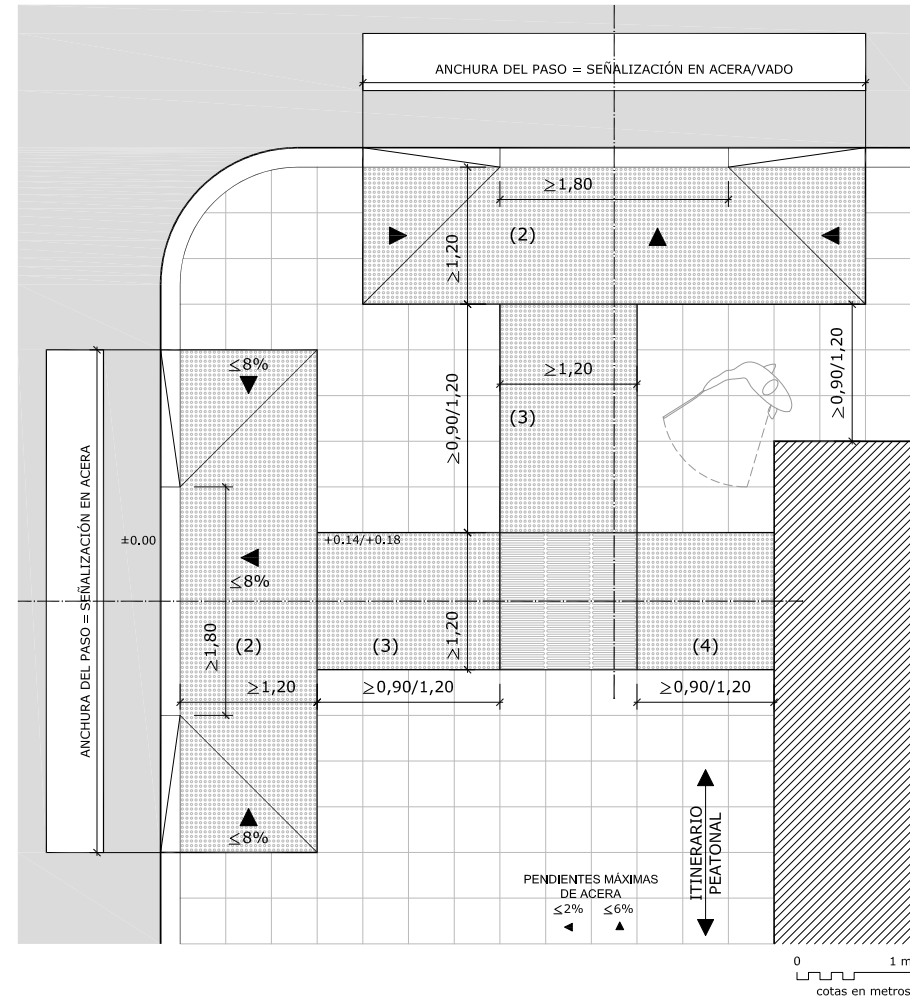 ANCHURA DEL PASO = SEÑALIZACIÓN EN ACERA/VADO
≥1,80
(2)
≥1,20
≥1,20
≥0,90/1,20
(3)
≥0,90/1,20
≤8%
ANCHURA DEL PASO = SEÑALIZACIÓN EN ACERA
±0.00
+0.14/+0.18
≤8%
≥1,80
(2)
(3)
≥1,20
(4)
≥1,20
≥0,90/1,20
≥0,90/1,20
≤8%
ITINERARIO
PEATONAL
PENDIENTES MÁXIMAS
DE ACERA
≤2% ≤6%
0 1 m
cotas en metros